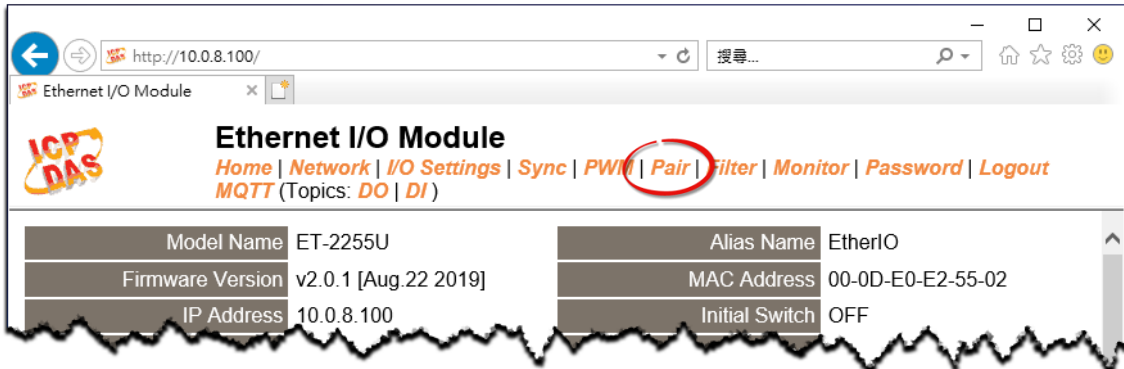 http://10.0.8.100/
搜尋...
Ethernet I/O Module
ICP DAS
Ethernet I/O Module
Home | Network | I/O Settings | Sync | PWM | Pair | Filter | Monitor | Password | Logout
MQTT (Topics: DO | DI )
Model Name ET-2255U Alias Name EtherIO
Firmware Version v2.0.1 [Aug.22 2019] MAC Address 00-0D-E0-E2-55-02
IP Address 10.0.8.100 Initial Switch OFF